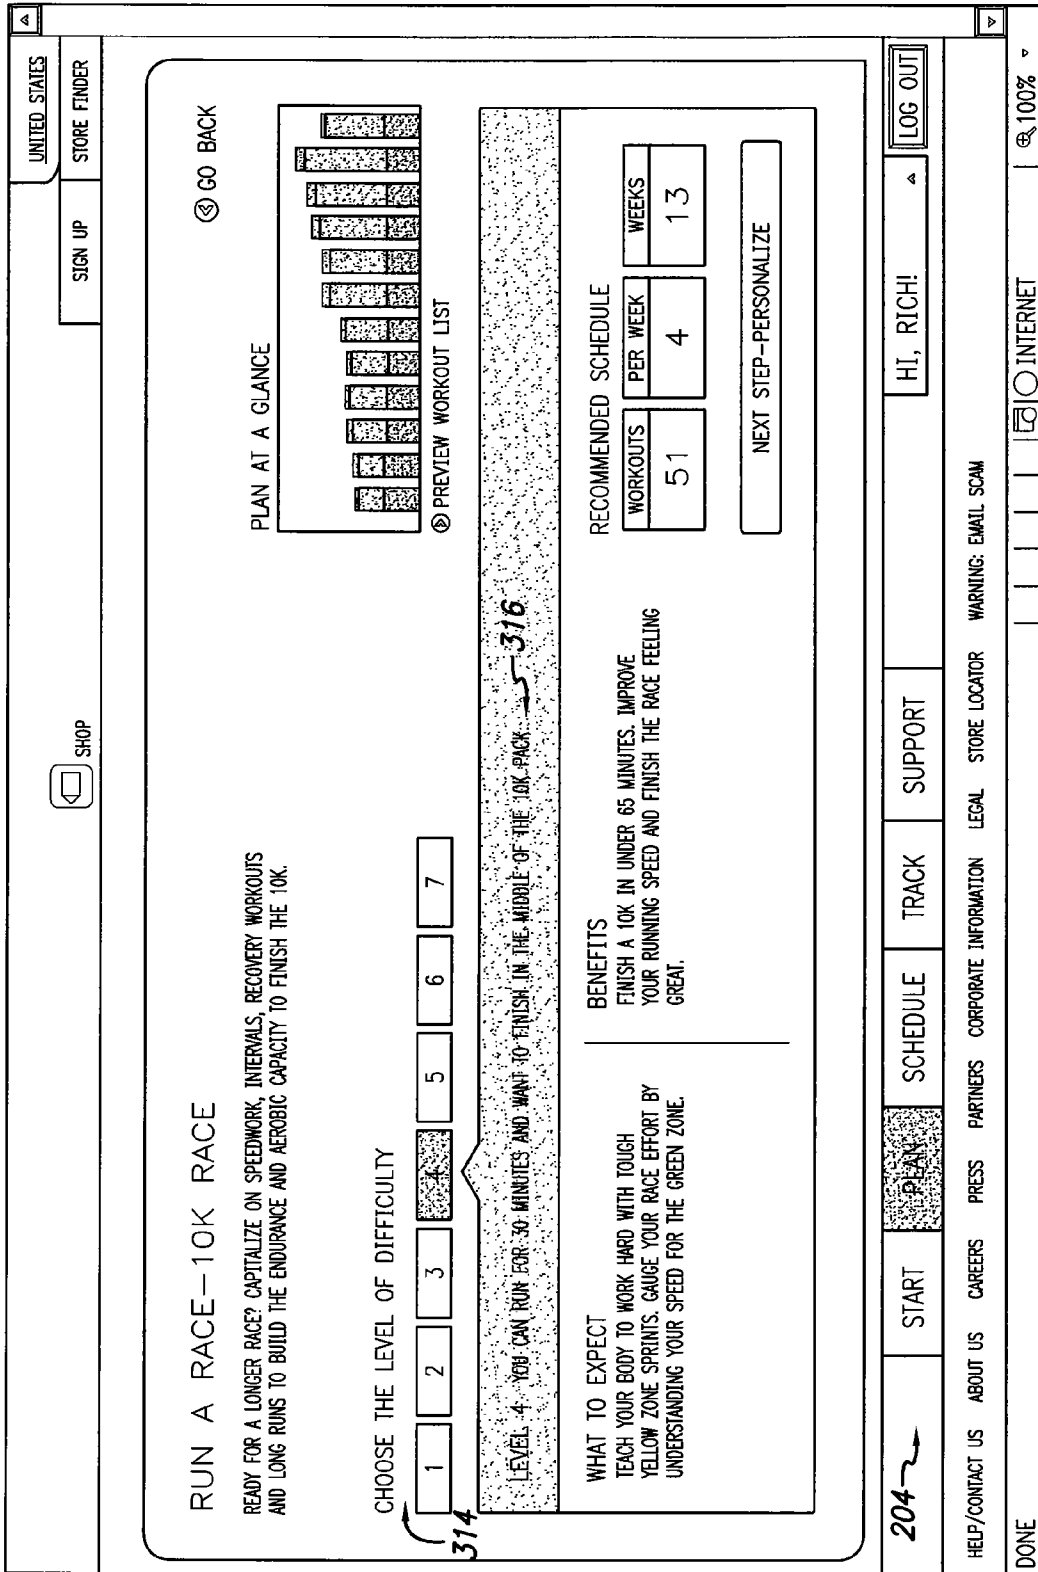 UNITED STATES
SHOP
SIGN UP
STORE FINDER
RUN A RACE-10K RACE
GO BACK
READY FOR A LONGER RACE? CAPITALIZE ON SPEEDWORK, INTERVALS, RECOVERY WORKOUTS
AND LONG RUNS TO BUILD THE ENDURANCE AND AEROBIC CAPACITY TO FINISH THE 10K.
PLAN AT A GLANCE
CHOOSE THE LEVEL OF DIFFICULTY
314
1 2 3 4 5 6 7
PREVIEW WORKOUT LIST
LEVEL 4 YOU CAN RUN FOR 30 MINUTES AND WANT TO FINISH IN THE MIDDLE OF THE 10K PACK.
316
WHAT TO EXPECT
TEACH YOUR BODY TO WORK HARD WITH TOUGH
YELLOW ZONE SPRINTS. GAUGE YOUR RACE EFFORT BY
UNDERSTANDING YOUR SPEED FOR THE GREEN ZONE.
BENEFITS
FINISH A 10K IN UNDER 65 MINUTES. IMPROVE
YOUR RUNNING SPEED AND FINISH THE RACE FEELING
GREAT.
RECOMMENDED SCHEDULE
WORKOUTS PER WEEK WEEKS
51 4 13
NEXT STEP-PERSONALIZE
204
START PLAN SCHEDULE TRACK SUPPORT HI, RICH! LOG OUT
HELP/CONTACT US ABOUT US CAREERS PRESS PARTNERS CORPORATE INFORMATION LEGAL STORE LOCATOR WARNING: EMAIL SCAM
DONE INTERNET 100%